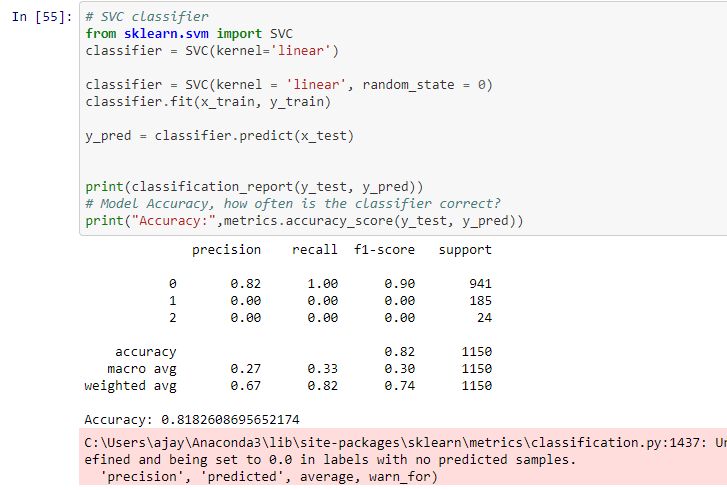 In [55]: # SVC classifier
from sklearn.svm import SVC
classifier = SVC(kernel='linear')
classifier = SVC(kernel = 'linear', random_state = 0)
classifier.fit(x_train, y_train)
y_pred = classifier.predict(x_test)
print(classification_report(y_test, y_pred))
# Model Accuracy, how often is the classifier correct?
print("Accuracy:",metrics.accuracy_score(y_test, y_pred))
precision recall f1-score support
0 0.82 1.00 0.90 941
1 0.00 0.00 0.00 185
2 0.00 0.00 0.00 24
accuracy 0.82 1150
macro avg 0.27 0.33 0.30 1150
weighted avg 0.67 0.82 0.74 1150
Accuracy: 0.8182608695652174
C:\Users\ajay\Anaconda3\lib\site-packages\sklearn\metrics\classification.py:1437: Un
efined and being set to 0.0 in labels with no predicted samples.
'precision', 'predicted', average, warn_for)